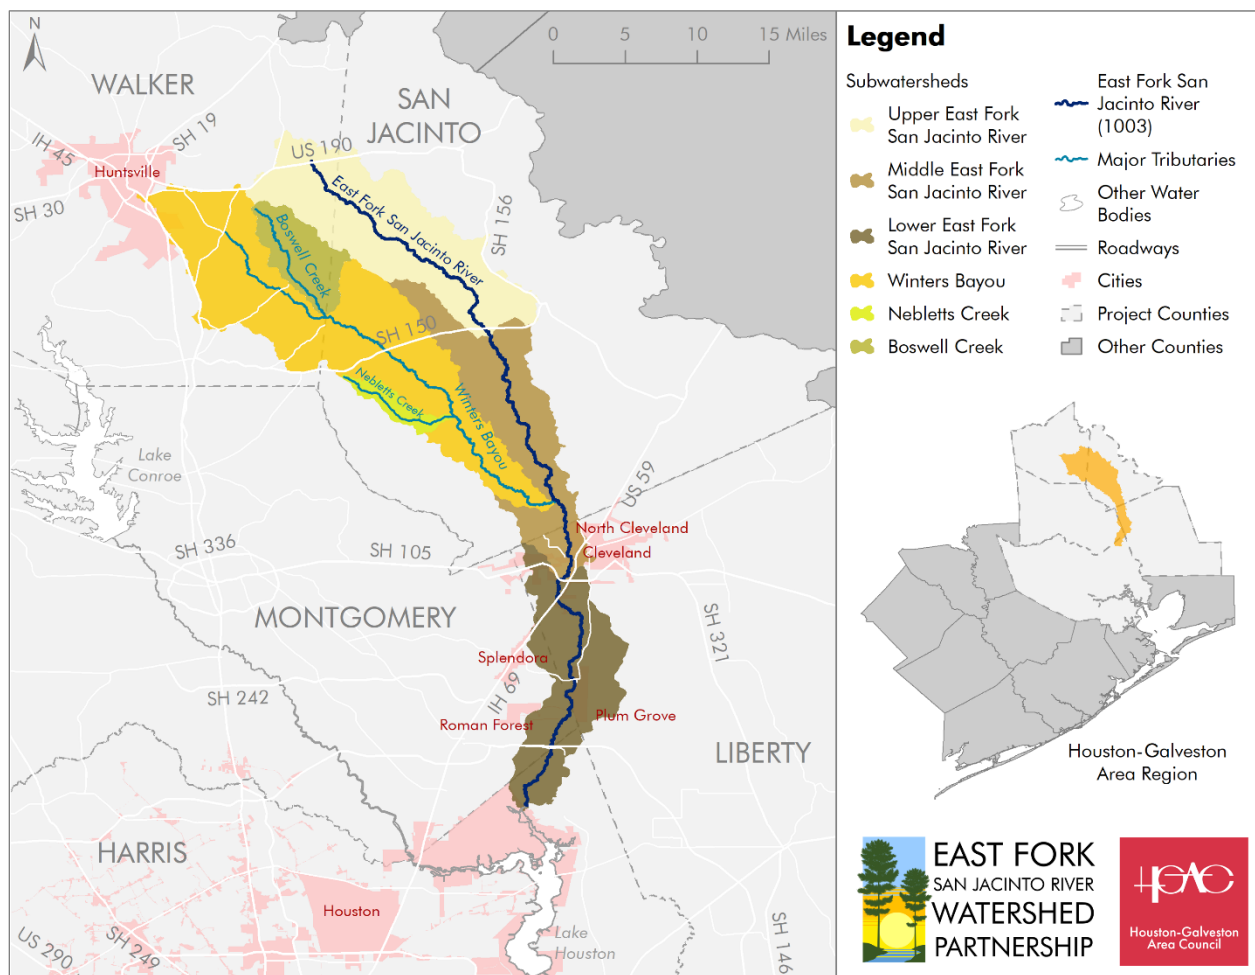 N
0 5 10 15 Miles
WALKER
SAN
JACINTO
SH 19
IH 45
US 190
Huntsville
SH 30
East Fork San Jacinto River
SH 156
Boswell Creek
SH 150
Nebletts Creek
Winters Bayou
Lake
Conroe
US 59
North Cleveland
Cleveland
SH 336
SH 105
MONTGOMERY
SH 321
Splendora
IH 69
SH 242
Roman Forest
Plum Grove
LIBERTY
HARRIS
Houston
Lake
Houston
US 290
SH 249
SH 146
Legend
Subwatersheds
Upper East Fork
San Jacinto River
Middle East Fork
San Jacinto River
Lower East Fork
San Jacinto River
Winters Bayou
Nebletts Creek
Boswell Creek
East Fork San
Jacinto River
(1003)
Major Tributaries
Other Water
Bodies
Roadways
Cities
Project Counties
Other Counties
Houston-Galveston
Area Region
EAST FORK
SAN JACINTO RIVER
WATERSHED
PARTNERSHIP
HGAC
Houston-Galveston
Area Council